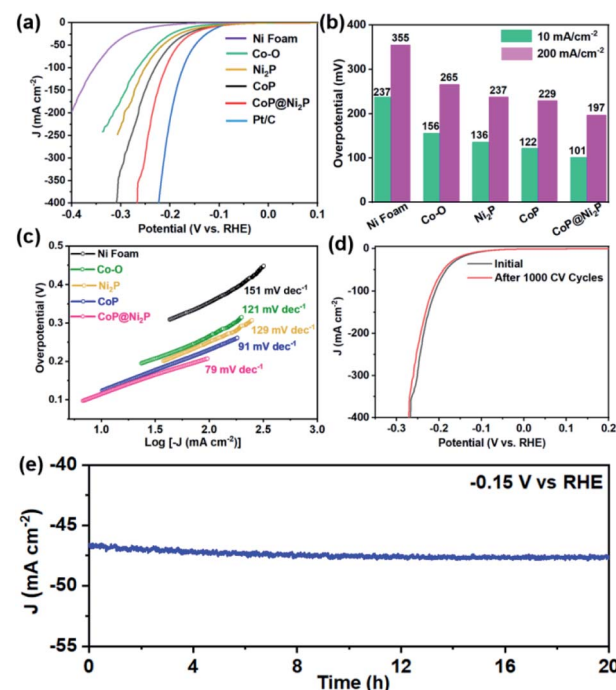 (a)
0
-50
-100
-150
-200
-250
-300
-350
-400
J (mA cm⁻²)
Ni Foam
Co-O
Ni₂P
CoP
CoP@Ni₂P
Pt/C
-0.4 -0.3 -0.2 -0.1 0.0 0.1
Potential (V vs. RHE)
(b)
10 mA/cm⁻²
200 mA/cm⁻²
Overpotential (mV)
400
300
200
100
0
237 355
156 265
136 237
122 229
101 197
Ni Foam Co-O Ni₂P CoP CoP@Ni₂P
(c)
Ni Foam
Co-O
Ni₂P
CoP
CoP@Ni₂P
Overpotential (V)
0.5
0.4
0.3
0.2
0.1
151 mV dec⁻¹
121 mV dec⁻¹
129 mV dec⁻¹
91 mV dec⁻¹
79 mV dec⁻¹
1.0 1.5 2.0 2.5 3.0
Log [-J (mA cm⁻²)]
(d)
Initial
After 1000 CV Cycles
J (mA cm⁻²)
0
-100
-200
-300
-400
-0.3 -0.2 -0.1 0.0 0.1 0.2
Potential (V vs. RHE)
(e)
-0.15 V vs RHE
J (mA cm⁻²)
-40
-45
-50
-55
0 4 8 12 16 20
Time (h)